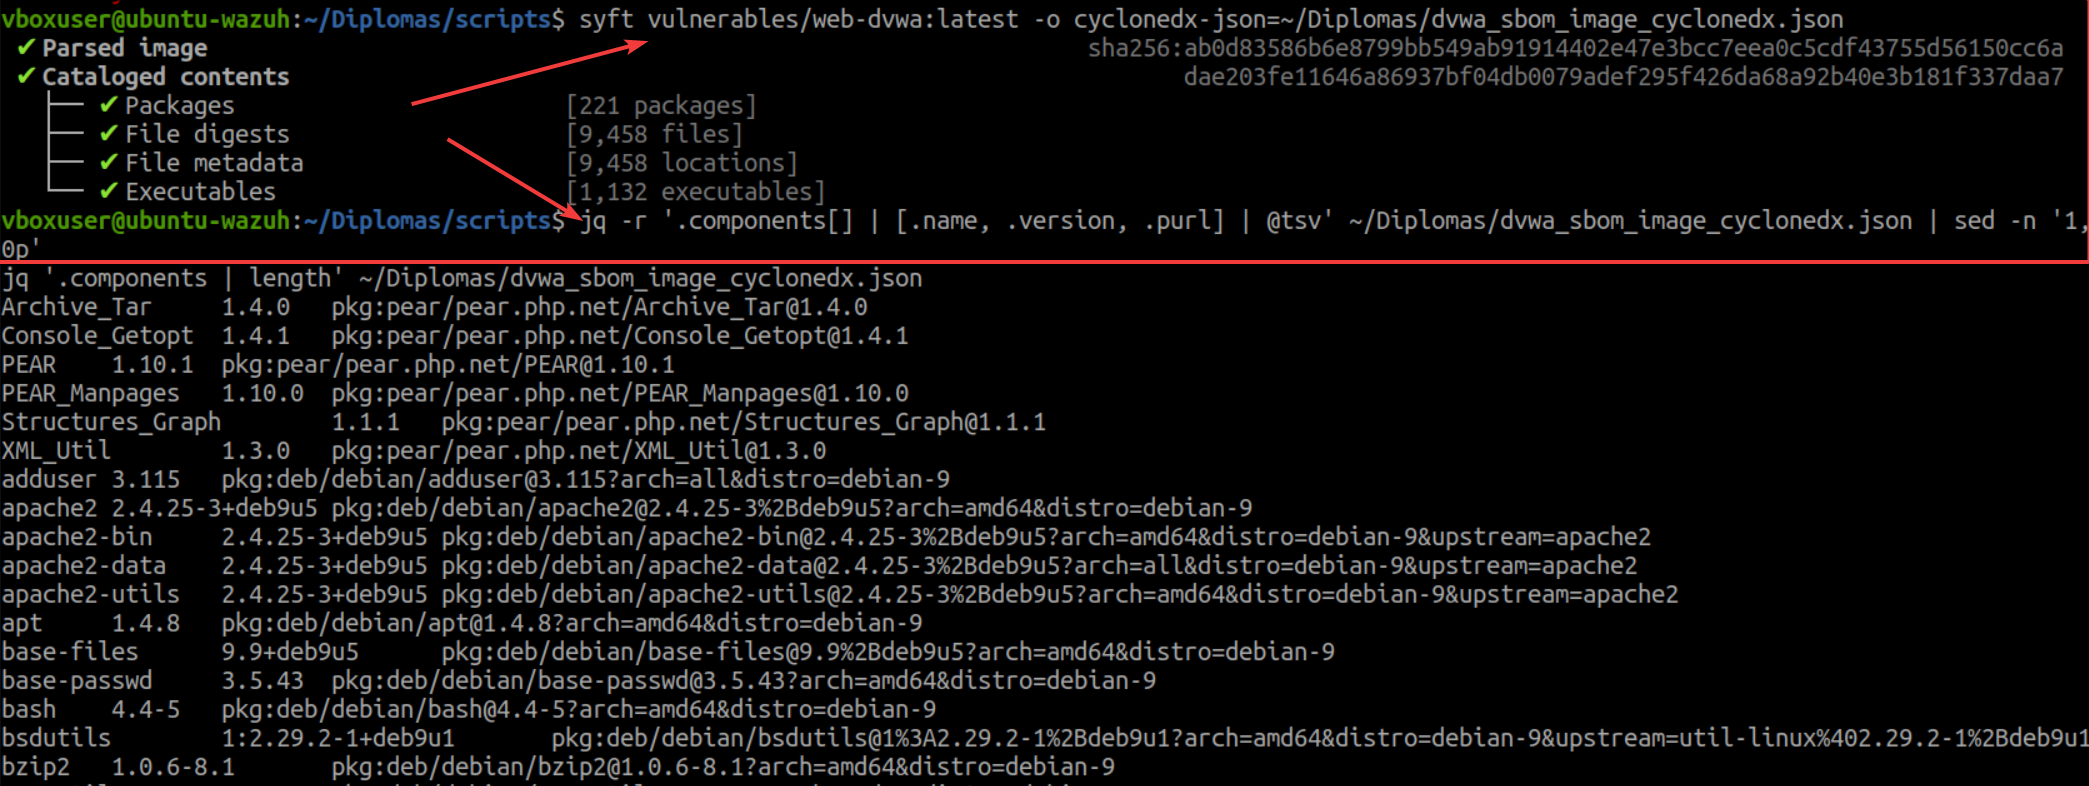 vboxuser@ubuntu-wazuh:~/Diplomas/scripts$ syft vulnerables/web-dvwa:latest -o cyclonedx-json=~/Diplomas/dvwa_sbom_image_cyclonedx.json
✔ Parsed image sha256:ab0d83586b6e8799bb549ab91914402e47e3bcc7eea0c5cdf43755d56150cc6a
✔ Cataloged contents dae203fe11646a86937bf04db0079adef295f426da68a92b40e3b181f337daa7
├── ✔ Packages [221 packages]
├── ✔ File digests [9,458 files]
├── ✔ File metadata [9,458 locations]
└── ✔ Executables [1,132 executables]
vboxuser@ubuntu-wazuh:~/Diplomas/scripts$ jq -r '.components[] | [.name, .version, .purl] | @tsv' ~/Diplomas/dvwa_sbom_image_cyclonedx.json | sed -n '1,
0p'
jq '.components | length' ~/Diplomas/dvwa_sbom_image_cyclonedx.json
Archive_Tar 1.4.0 pkg:pear/pear.php.net/Archive_Tar@1.4.0
Console_Getopt 1.4.1 pkg:pear/pear.php.net/Console_Getopt@1.4.1
PEAR 1.10.1 pkg:pear/pear.php.net/PEAR@1.10.1
PEAR_Manpages 1.10.0 pkg:pear/pear.php.net/PEAR_Manpages@1.10.0
Structures_Graph 1.1.1 pkg:pear/pear.php.net/Structures_Graph@1.1.1
XML_Util 1.3.0 pkg:pear/pear.php.net/XML_Util@1.3.0
adduser 3.115 pkg:deb/debian/adduser@3.115?arch=all&distro=debian-9
apache2 2.4.25-3+deb9u5 pkg:deb/debian/apache2@2.4.25-3%2Bdeb9u5?arch=amd64&distro=debian-9
apache2-bin 2.4.25-3+deb9u5 pkg:deb/debian/apache2-bin@2.4.25-3%2Bdeb9u5?arch=amd64&distro=debian-9&upstream=apache2
apache2-data 2.4.25-3+deb9u5 pkg:deb/debian/apache2-data@2.4.25-3%2Bdeb9u5?arch=all&distro=debian-9&upstream=apache2
apache2-utils 2.4.25-3+deb9u5 pkg:deb/debian/apache2-utils@2.4.25-3%2Bdeb9u5?arch=amd64&distro=debian-9&upstream=apache2
apt 1.4.8 pkg:deb/debian/apt@1.4.8?arch=amd64&distro=debian-9
base-files 9.9+deb9u5 pkg:deb/debian/base-files@9.9%2Bdeb9u5?arch=amd64&distro=debian-9
base-passwd 3.5.43 pkg:deb/debian/base-passwd@3.5.43?arch=amd64&distro=debian-9
bash 4.4-5 pkg:deb/debian/bash@4.4-5?arch=amd64&distro=debian-9
bsdutils 1:2.29.2-1+deb9u1 pkg:deb/debian/bsdutils@1%3A2.29.2-1%2Bdeb9u1?arch=amd64&distro=debian-9&upstream=util-linux%402.29.2-1%2Bdeb9u1
bzip2 1.0.6-8.1 pkg:deb/debian/bzip2@1.0.6-8.1?arch=amd64&distro=debian-9